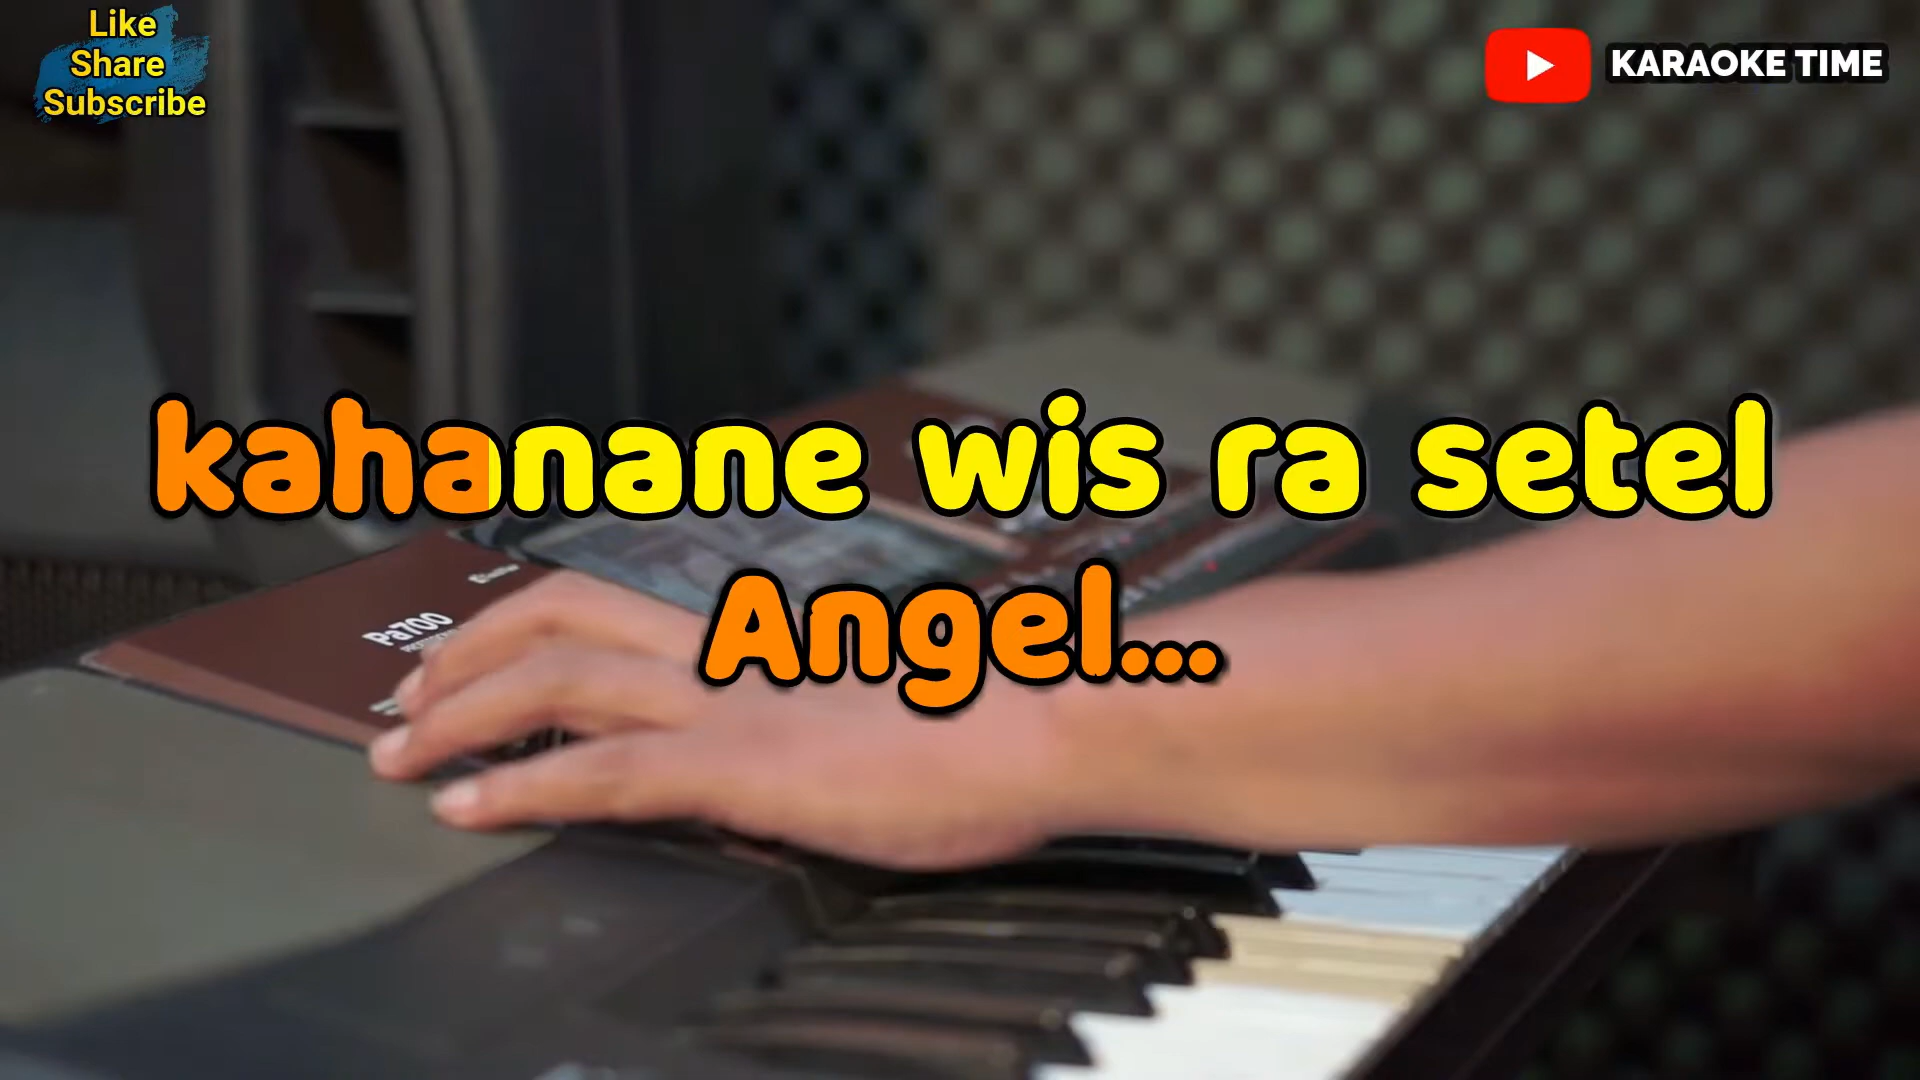 Like
Share
Subscribe
KARAOKE TIME
kahanane wis ra setel
Angel...
Pa700